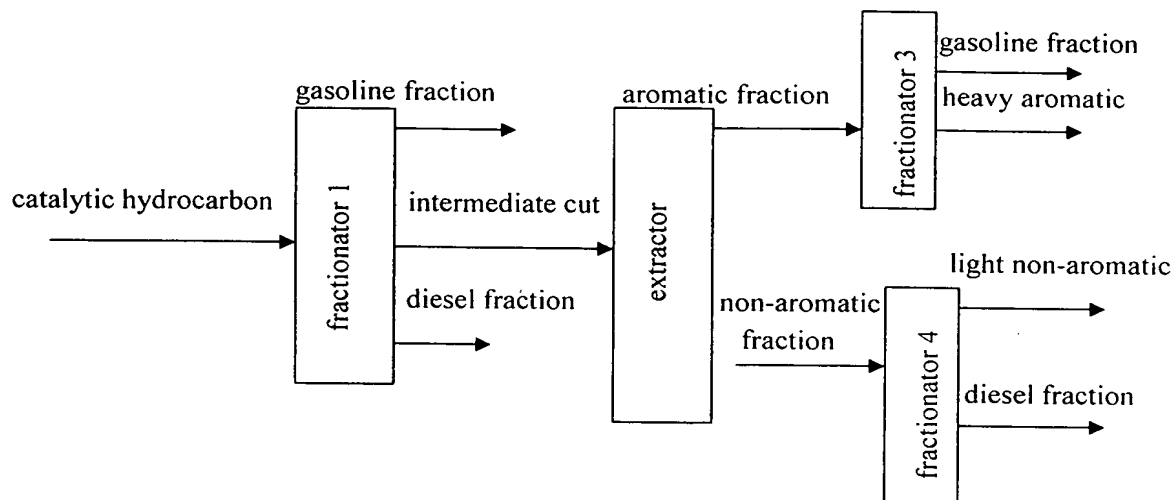 catalytic hydrocarbon
fractionator 1
gasoline fraction
intermediate cut
diesel fraction
extractor
aromatic fraction
non-aromatic
fraction
fractionator 3
gasoline fraction
heavy aromatic
fractionator 4
light non-aromatic
diesel fraction